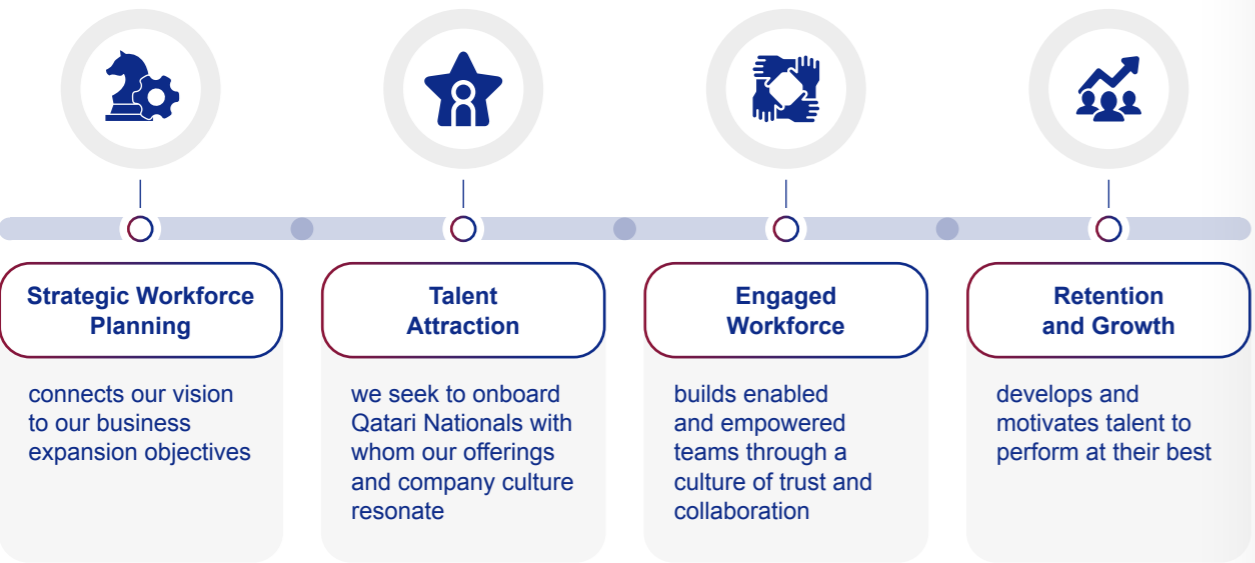 Strategic Workforce
Planning
connects our vision
to our business
expansion objectives
Talent
Attraction
we seek to onboard
Qatari Nationals with
whom our offerings
and company culture
resonate
Engaged
Workforce
builds enabled
and empowered
teams through a
culture of trust and
collaboration
Retention
and Growth
develops and
motivates talent to
perform at their best